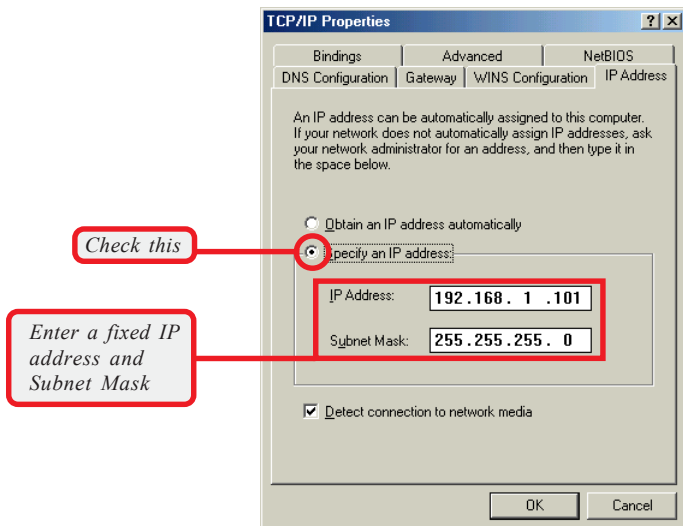 TCP/IP Properties
Bindings
Advanced
NetBIOS
DNS Configuration
Gateway
WINS Configuration
IP Address
An IP address can be automatically assigned to this computer.
If your network does not automatically assign IP addresses, ask
your network administrator for an address, and then type it in
the space below.
Obtain an IP address automatically
Check this
Specify an IP address:
IP Address:
192.168. 1 .101
Enter a fixed IP
address and
Subnet Mask
Subnet Mask:
255.255.255. 0
Detect connection to network media
OK
Cancel